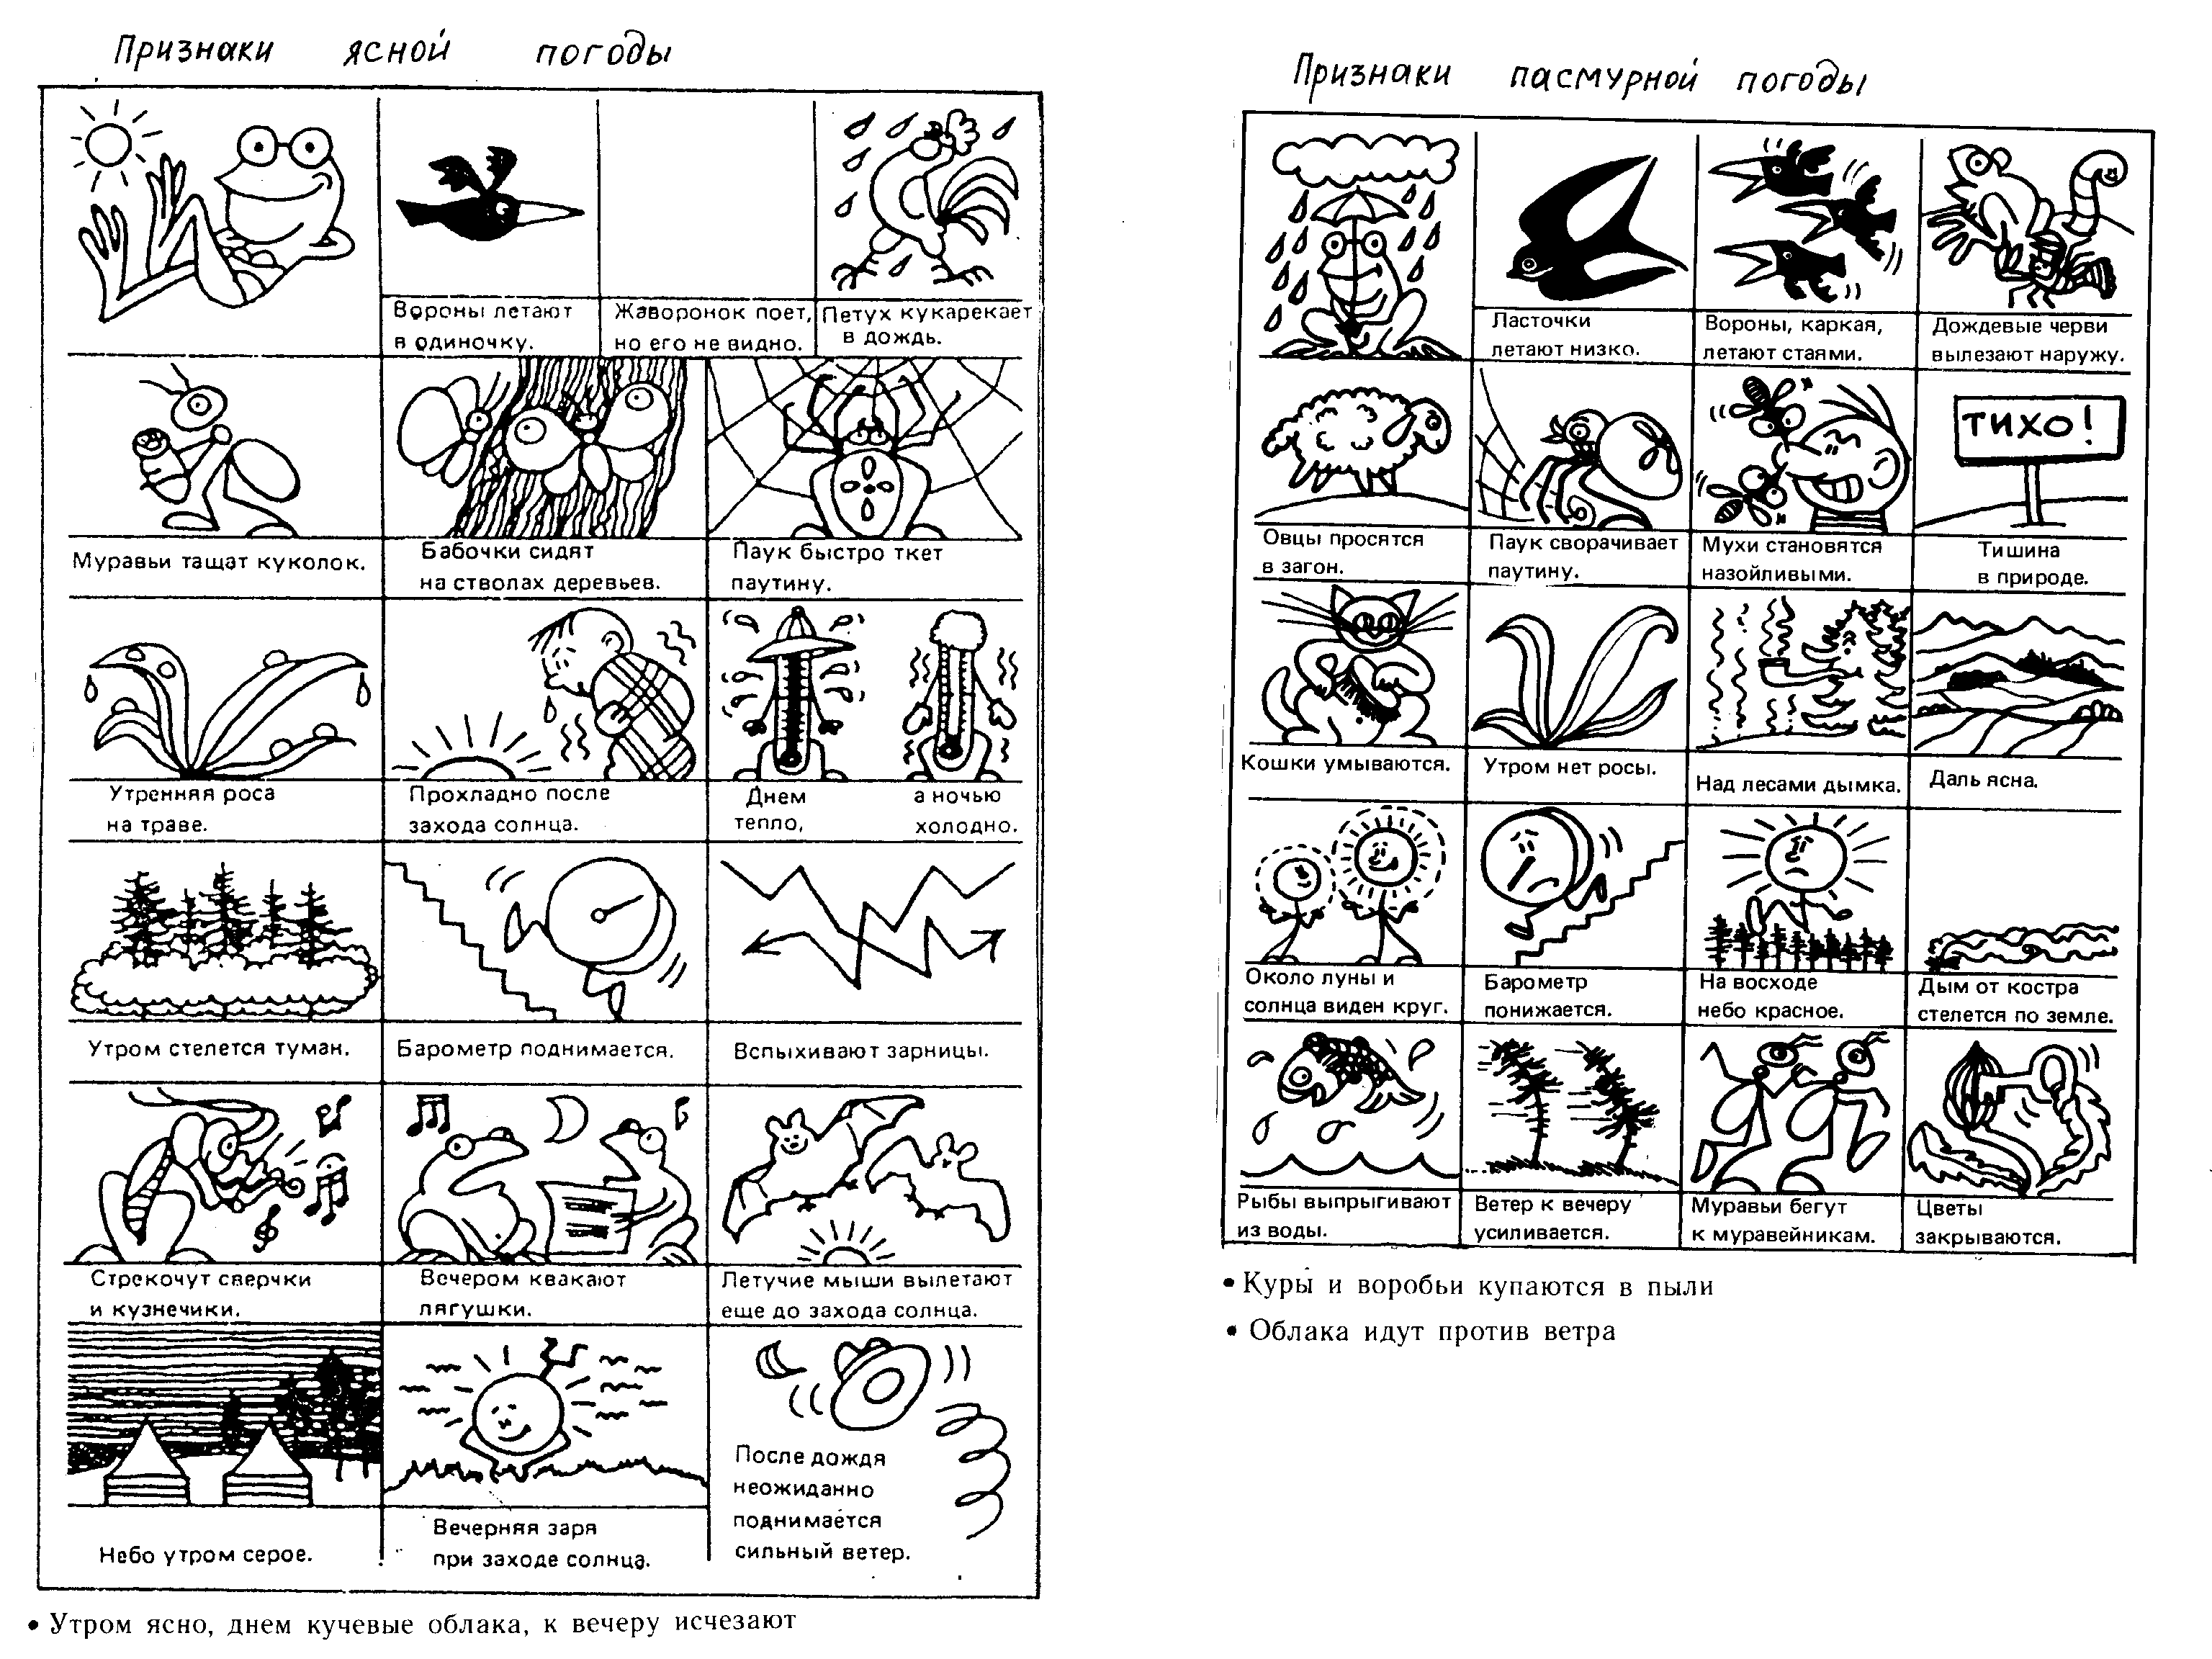 Признаки ясной погоды
Вороны летают
в одиночку.
Жаворонок поет,
но его не видно.
Петух кукарекает
в дождь.
Муравьи тащат куколок.
Бабочки сидят
на стволах деревьев.
Паук быстро ткет
паутину.
Утренняя роса
на траве.
Прохладно после
захода солнца.
Днем
тепло,
а ночью
холодно.
Утром стелется туман.
Барометр поднимается.
Вспыхивают зарницы.
Стрекочут сверчки
и кузнечики.
Вечером квакают
лягушки.
Летучие мыши вылетают
еще до захода солнца.
Небо утром серое.
Вечерняя заря
при заходе солнца.
После дождя
неожиданно
поднимается
сильный ветер.
• Утром ясно, днем кучевые облака, к вечеру исчезают
Признаки пасмурной погоды
Ласточки
летают низко.
Вороны, каркая,
летают стаями.
Дождевые черви
вылезают наружу.
Овцы просятся
в загон.
Паук сворачивает
паутину.
Мухи становятся
назойливыми.
ТИХО!
Тишина
в природе.
Кошки умываются.
Утром нет росы.
Над лесами дымка.
Даль ясна.
Около луны и
солнца виден круг.
Барометр
понижается.
На восходе
небо красное.
Дым от костра
стелется по земле.
Рыбы выпрыгивают
из воды.
Ветер к вечеру
усиливается.
Муравьи бегут
к муравейникам.
Цветы
закрываются.
• Куры и воробьи купаются в пыли
• Облака идут против ветра